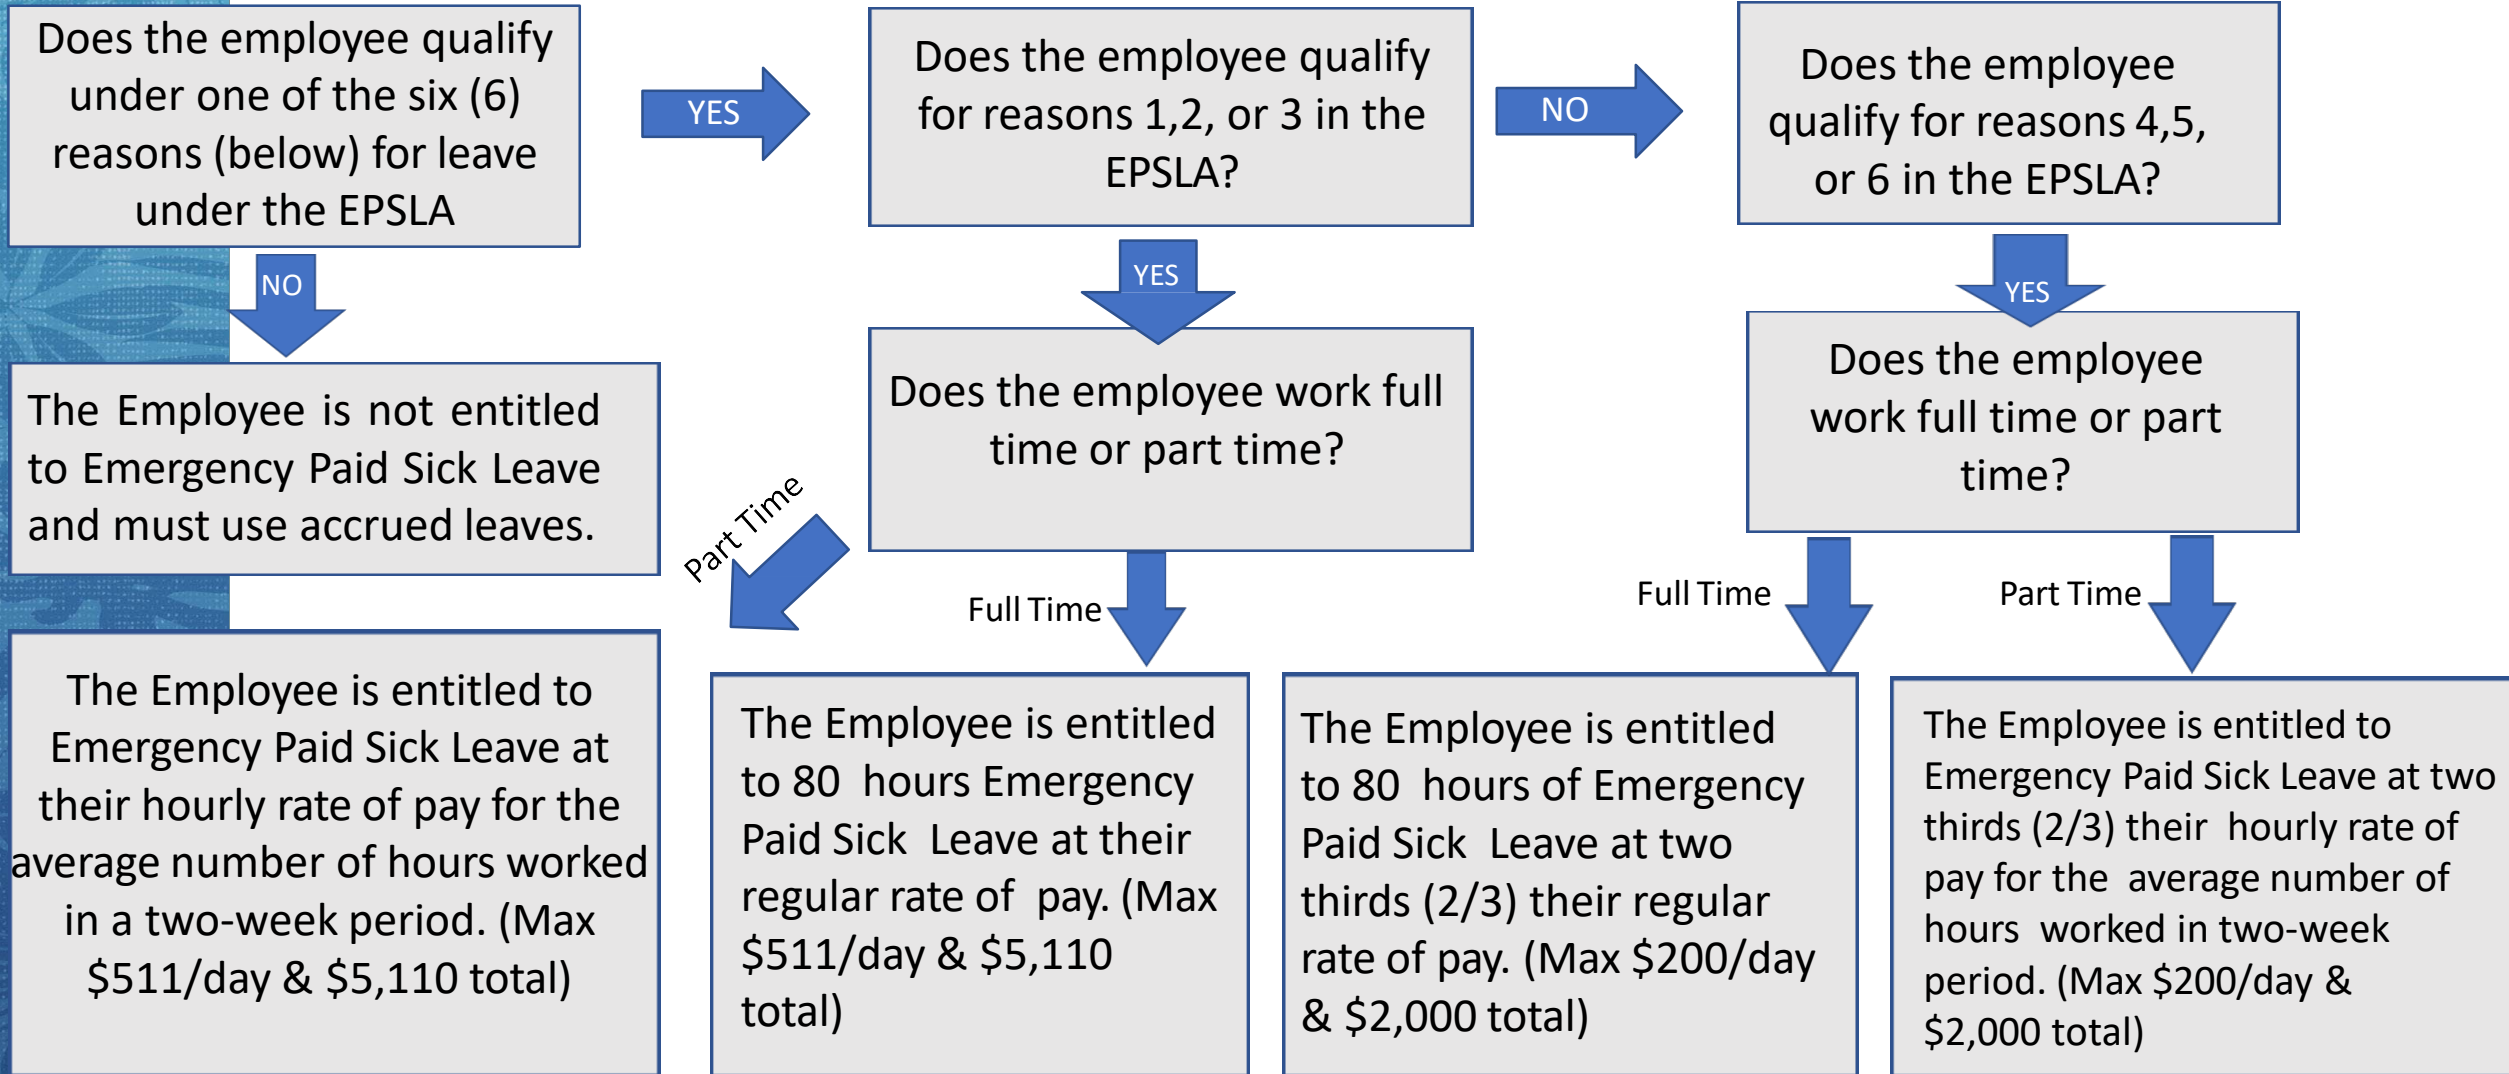 Does the employee qualify
under one of the six (6)
reasons (below) for leave
under the EPSLA
YES
Does the employee qualify
for reasons 1,2, or 3 in the
EPSLA?
NO
Does the employee
qualify for reasons 4,5,
or 6 in the EPSLA?
NO
YES
YES
The Employee is not entitled
to Emergency Paid Sick Leave
and must use accrued leaves.
Does the employee work full
time or part time?
Does the employee
work full time or part
time?
Part Time
Full Time
Full Time
Part Time
The Employee is entitled to
Emergency Paid Sick Leave at
their hourly rate of pay for the
average number of hours worked
in a two-week period. (Max
$511/day & $5,110 total)
The Employee is entitled
to 80 hours Emergency
Paid Sick Leave at their
regular rate of pay. (Max
$511/day & $5,110
total)
The Employee is entitled
to 80 hours of Emergency
Paid Sick Leave at two
thirds (2/3) their regular
rate of pay. (Max $200/day
& $2,000 total)
The Employee is entitled to
Emergency Paid Sick Leave at two
thirds (2/3) their hourly rate of
pay for the average number of
hours worked in two-week
period. (Max $200/day &
$2,000 total)